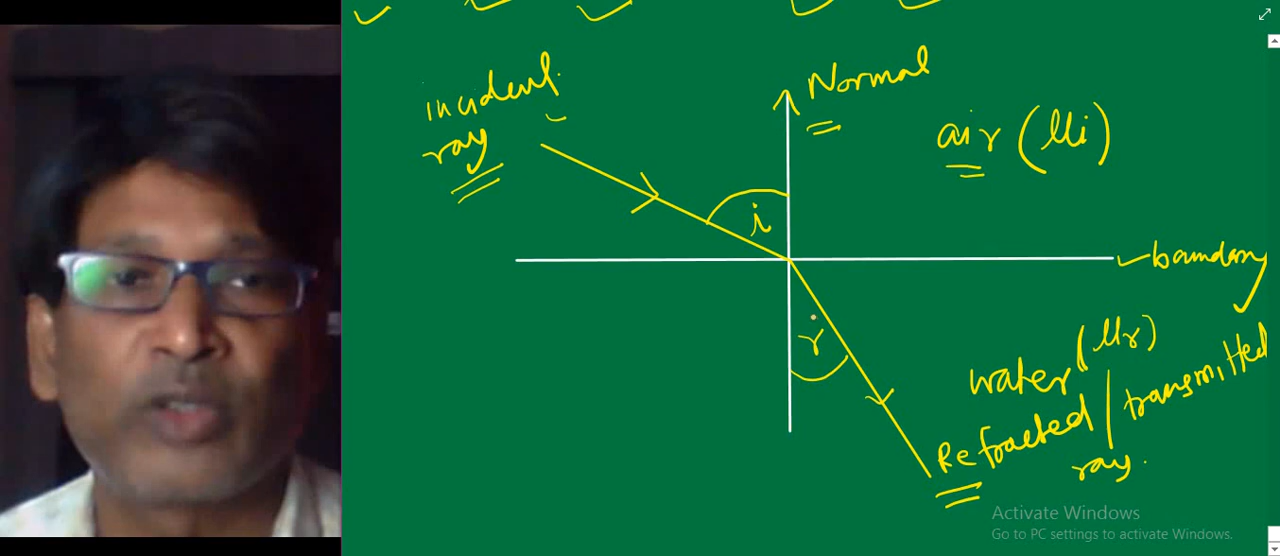 incident
ray
Normal
air (μi)
i
boundary
r
water (μr)
Refracted / transmitted
ray.
Activate Windows
Go to PC settings to activate Windows.